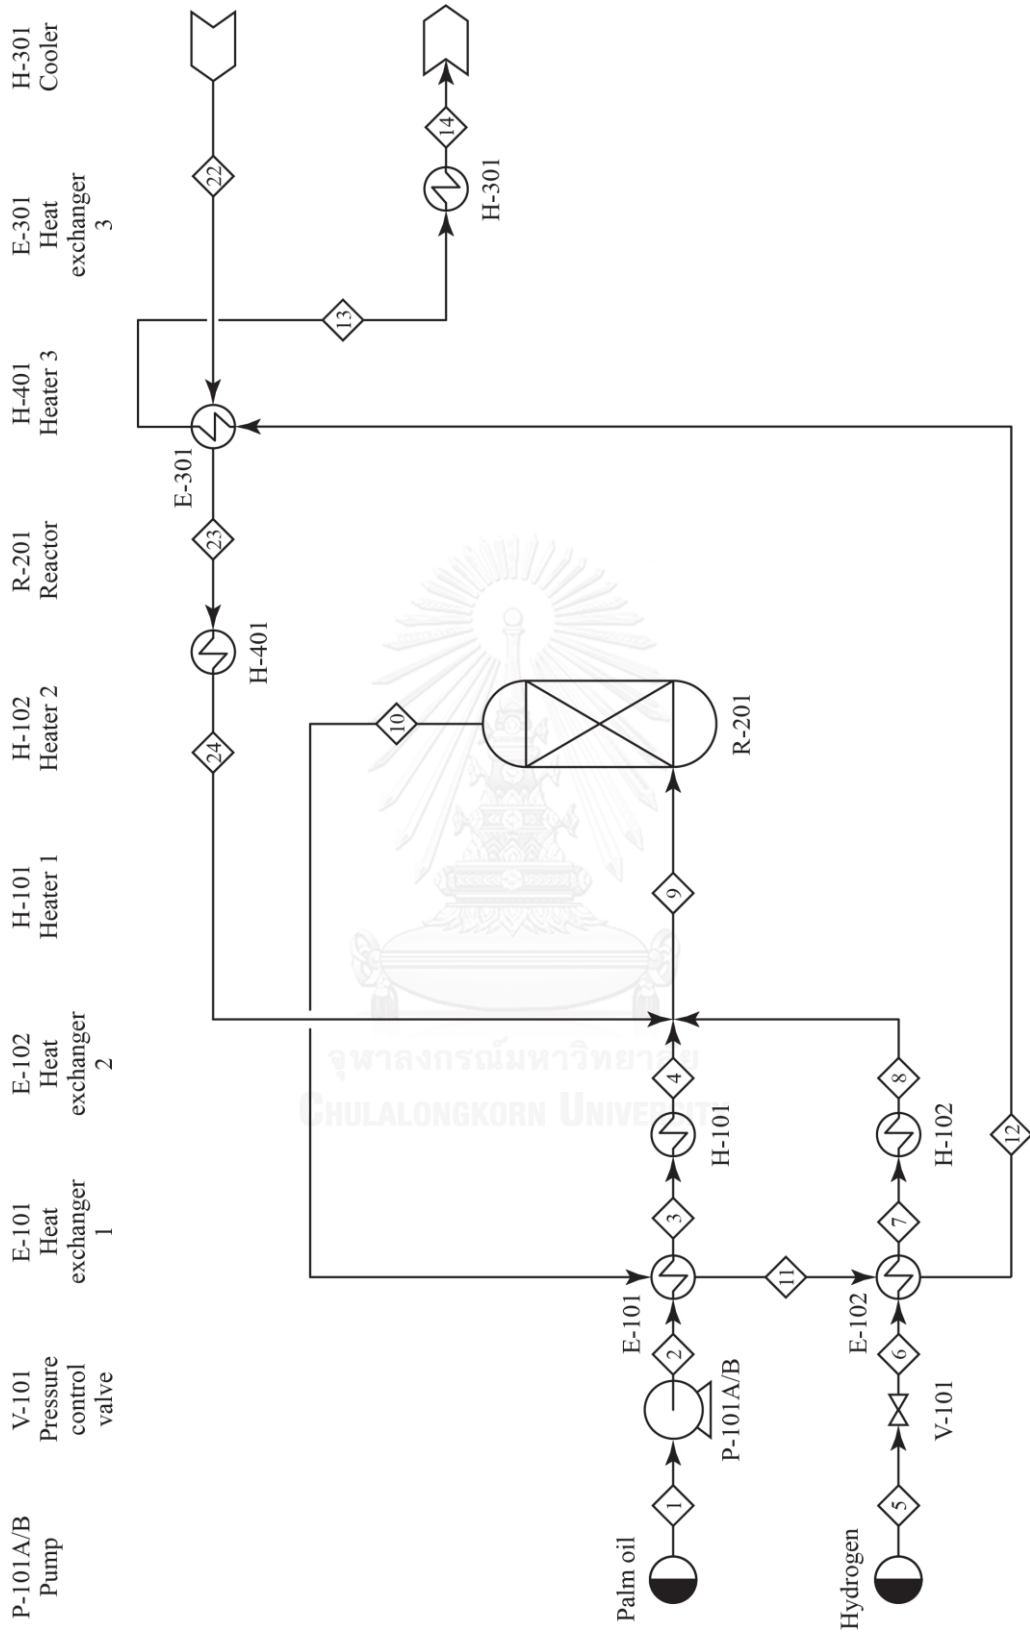 P-101A/B
Pump
V-101
Pressure
control
valve
E-101
Heat
exchanger
1
E-102
Heat
exchanger
2
H-101
Heater 1
H-102
Heater 2
R-201
Reactor
H-401
Heater 3
E-301
Heat
exchanger
3
H-301
Cooler
22
14
H-301
13
E-301
23
H-401
24
10
R-201
9
Palm oil
1
P-101A/B
2
E-101
3
H-101
4
11
Hydrogen
5
V-101
6
E-102
7
H-102
8
12
จุฬาลงกรณ์มหาวิทยาลัย
CHULALONGKORN UNIVERSITY